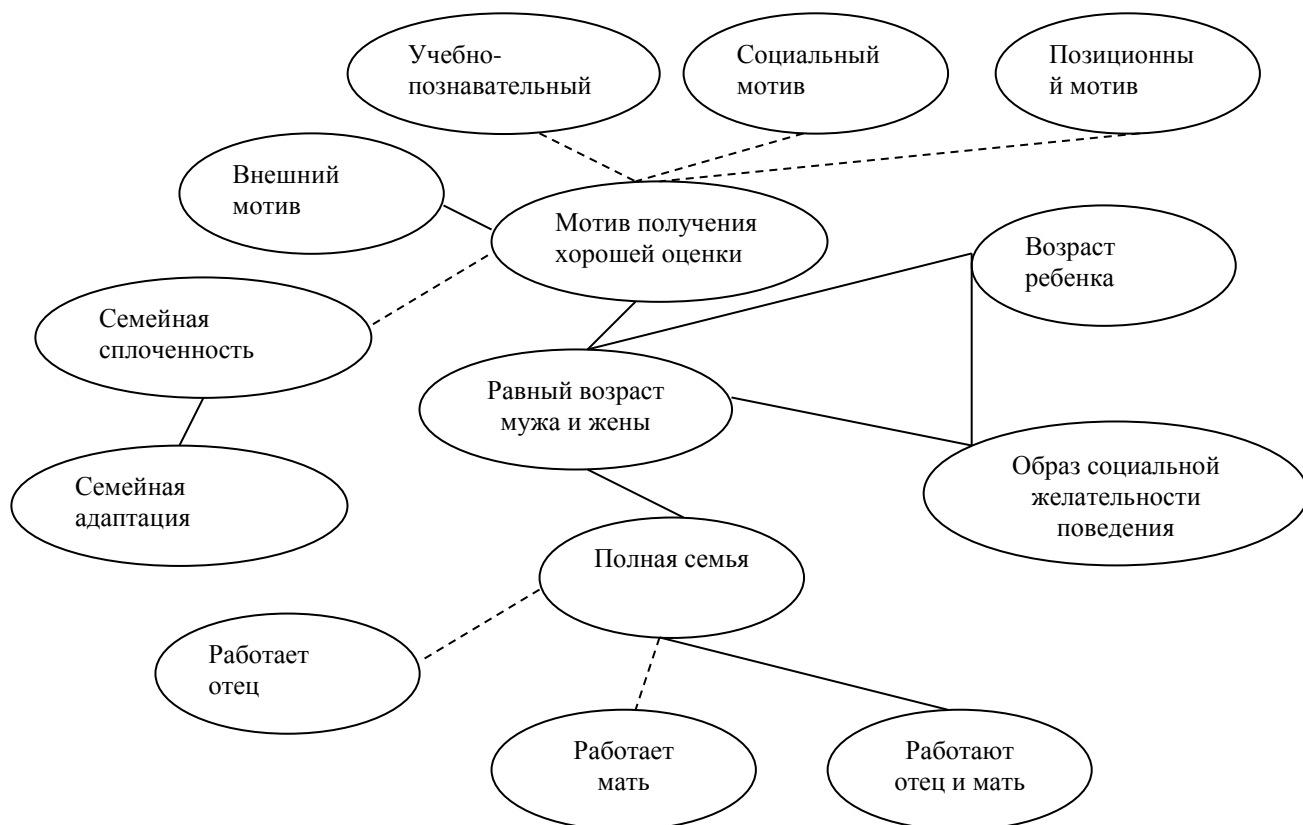 Учебно-
познавательный
Социальный
мотив
Позиционны
й мотив
Внешний
мотив
Мотив получения
хорошей оценки
Возраст
ребенка
Семейная
сплоченность
Равный возраст
мужа и жены
Семейная
адаптация
Образ социальной
желательности
поведения
Полная семья
Работает
отец
Работает
мать
Работают
отец и мать